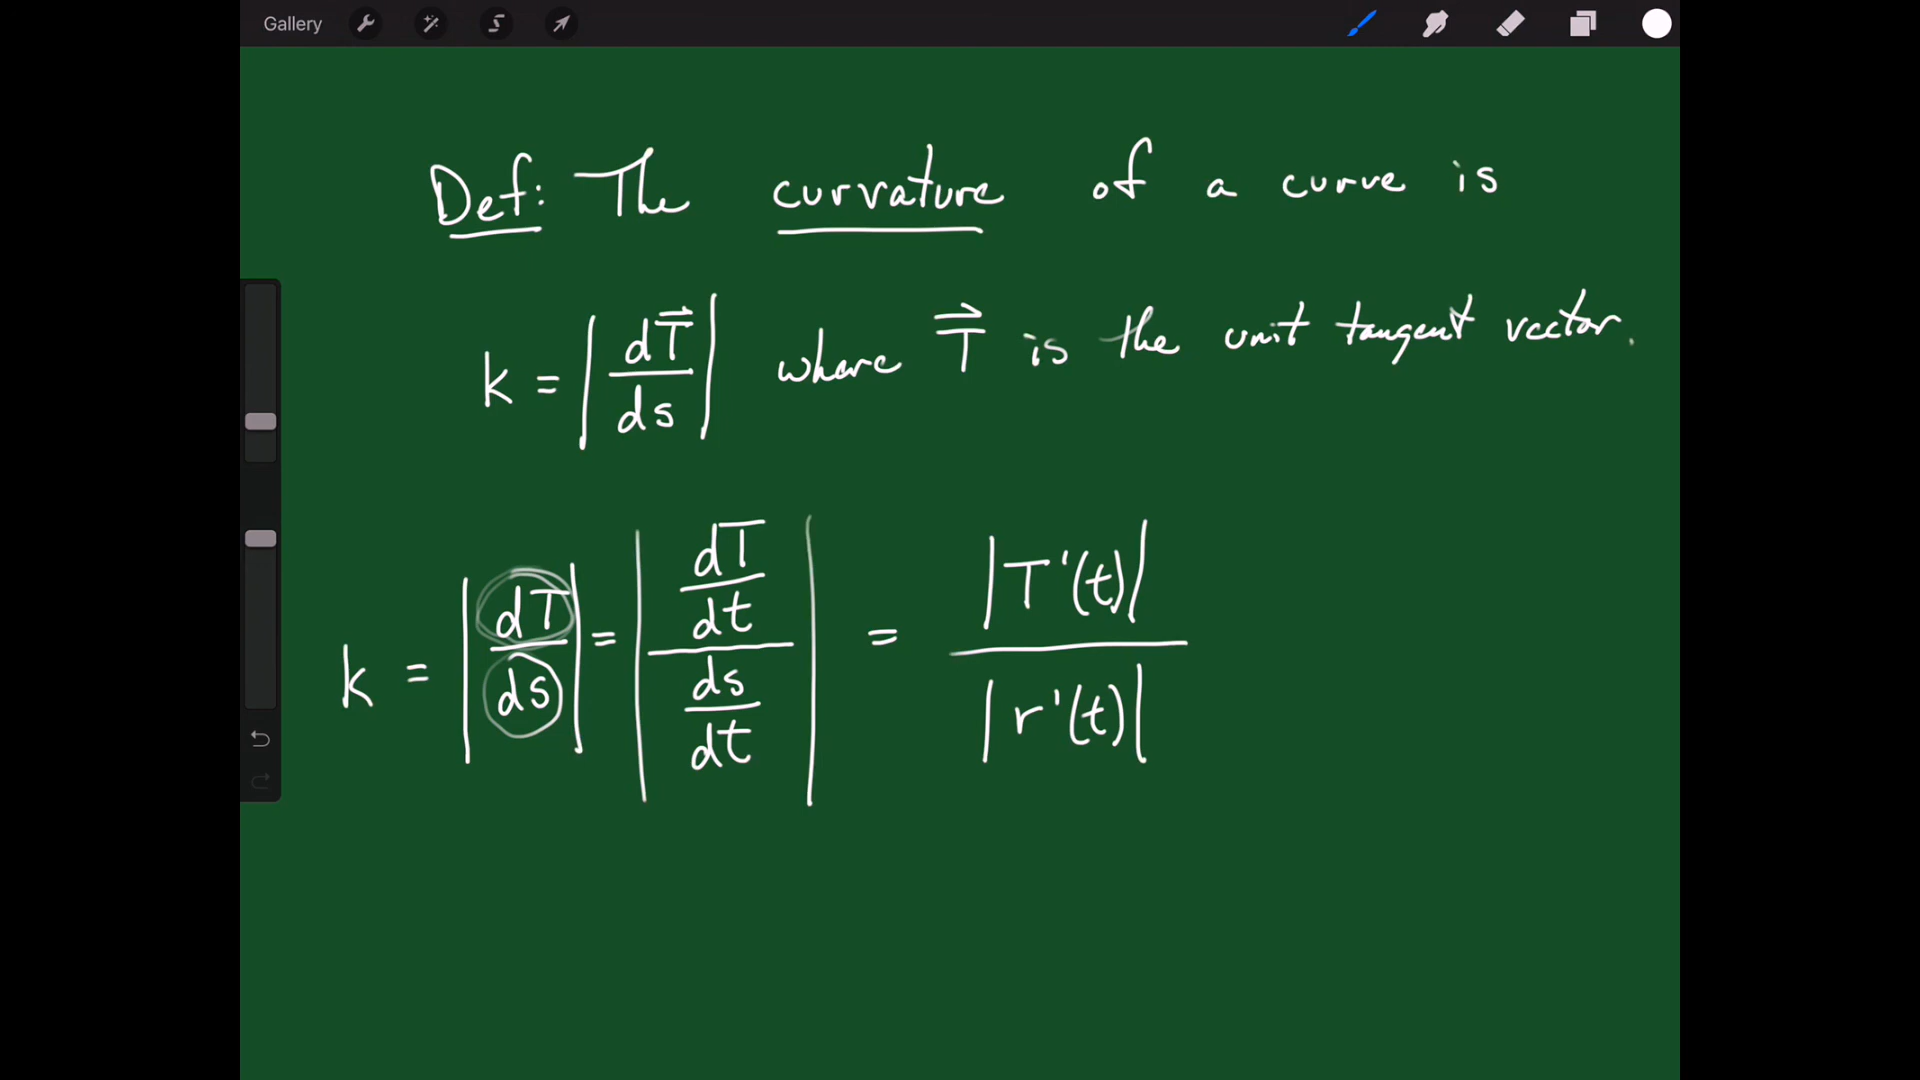 Gallery
Def: The curvature of a curve is
k = |dT⃗/ds| where T⃗ is the unit tangent vector.
k = |dT/ds| = |(dT/dt)/(ds/dt)| = |T'(t)|/|r'(t)|